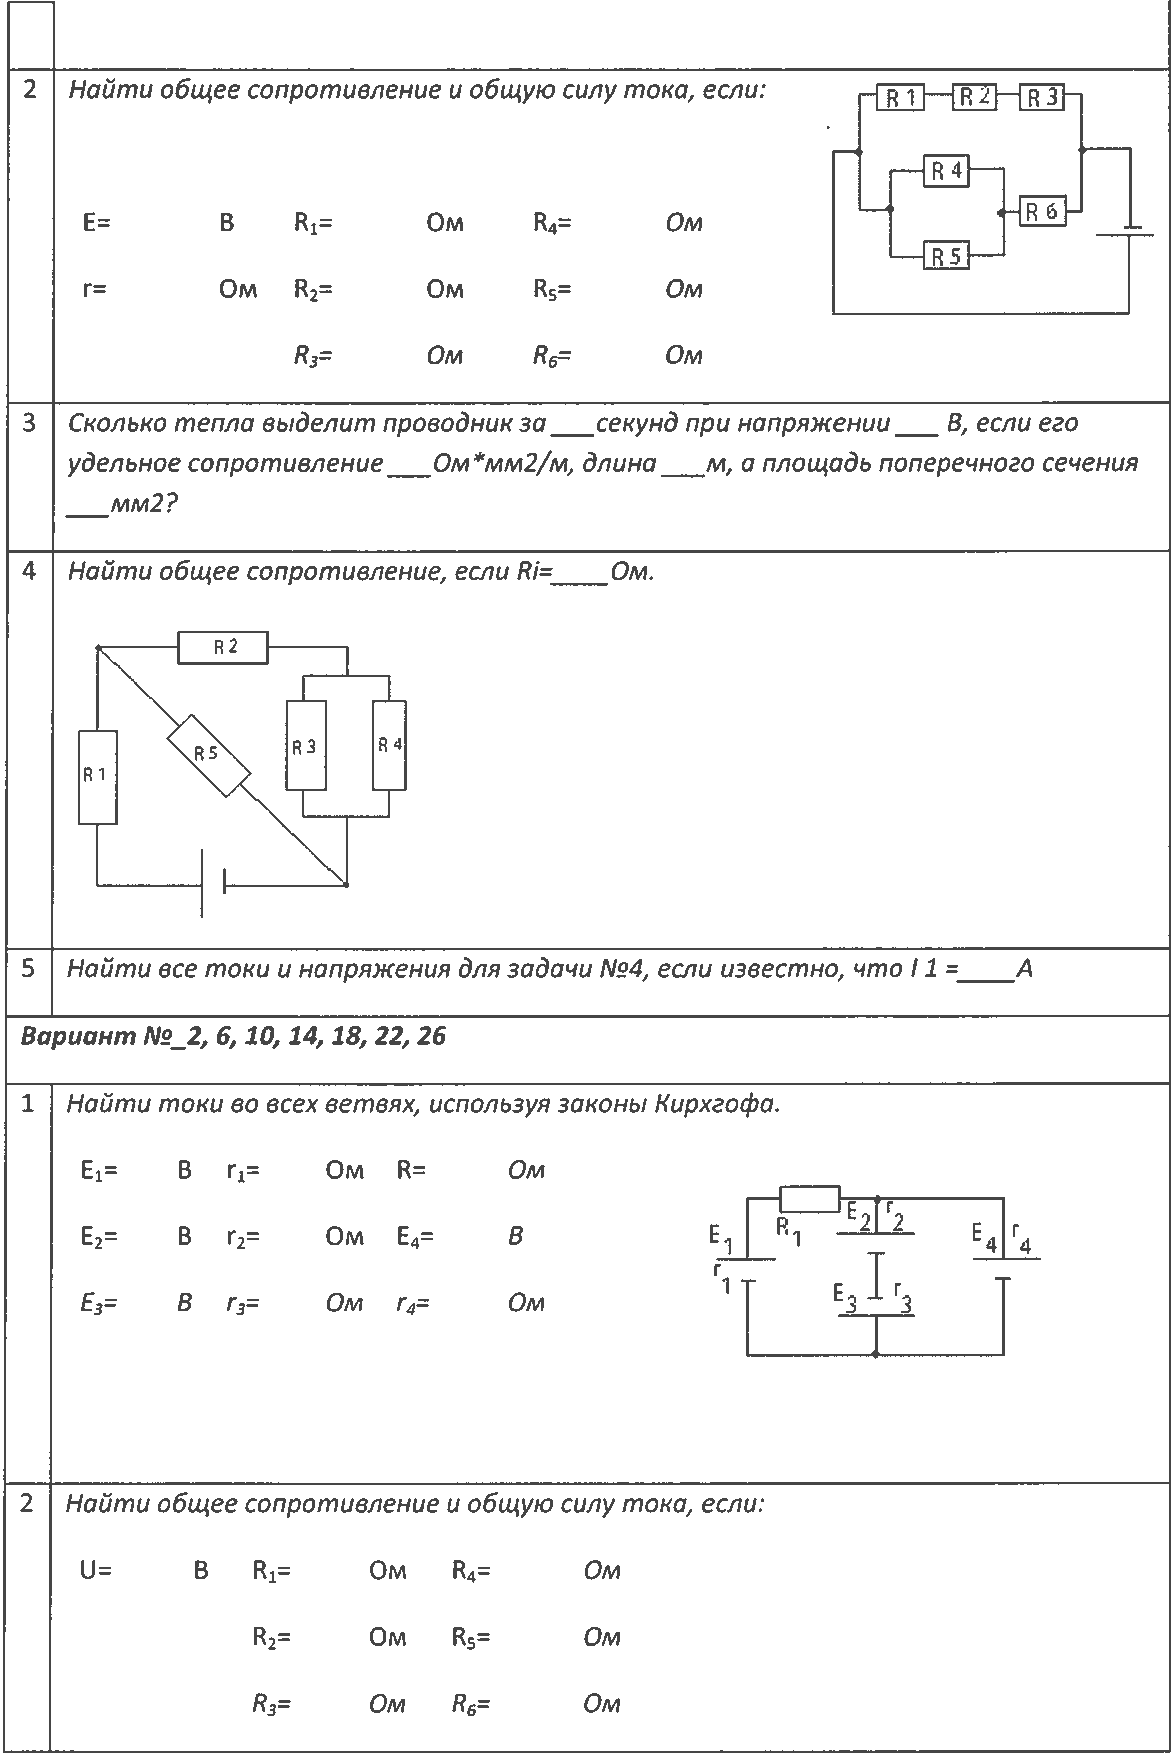 2 Найти общее сопротивление и общую силу тока, если:
R 1 R 2 R 3
R 4
R 6
R 5
E= В R1= Ом R4= Ом
r= Ом R2= Ом R5= Ом
R3= Ом R6= Ом
3 Сколько тепла выделит проводник за ___секунд при напряжении ___ В, если его
удельное сопротивление ___Ом*мм2/м, длина ___м, а площадь поперечного сечения
___мм2?
4 Найти общее сопротивление, если Ri=____Ом.
R 2
R 5 R 3 R 4
R 1
5 Найти все токи и напряжения для задачи №4, если известно, что I 1 =____А
Вариант №_2, 6, 10, 14, 18, 22, 26
1 Найти токи во всех ветвях, используя законы Кирхгофа.
E1= В r1= Ом R= Ом
E2= В r2= Ом E4= В
E3= В r3= Ом r4= Ом
E1 R1 E2 r2 E4 r4
r1 E3 r3
2 Найти общее сопротивление и общую силу тока, если:
U= В R1= Ом R4= Ом
R2= Ом R5= Ом
R3= Ом R6= Ом